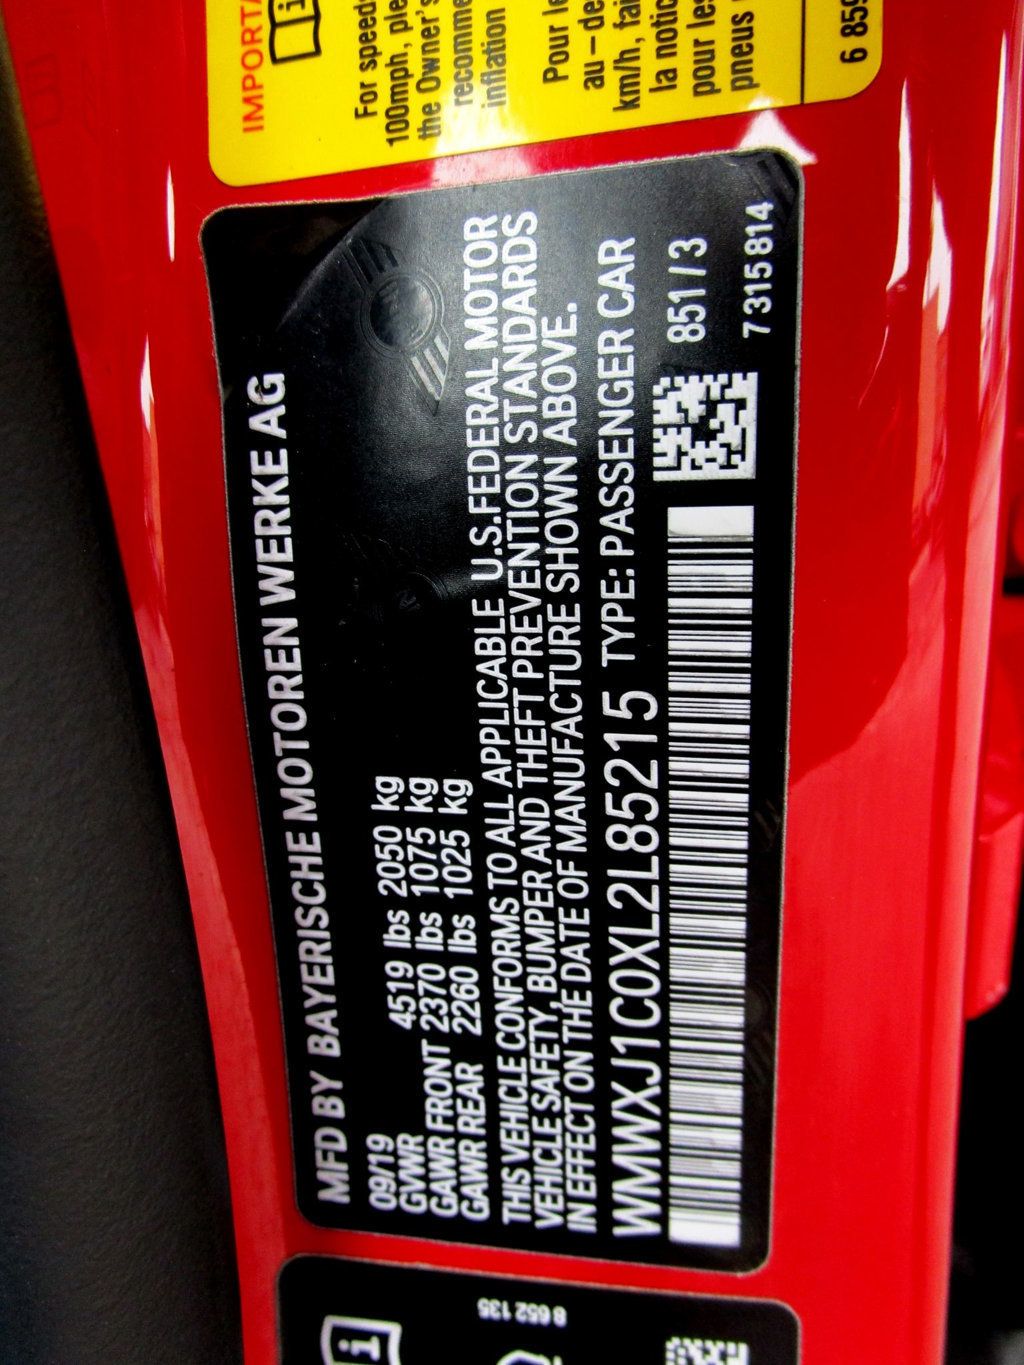 IMPORTA
For speeds
100mph, ple
the Owner's
recomme
inflation
Pour le
au-de
km/h, fai
la notic
pour les
pneus
6 859
MFD BY BAYERISCHE MOTOREN WERKE AG
09/19
GVWR 4519 lbs 2050 kg
GAWR FRONT 2370 lbs 1075 kg
GAWR REAR 2260 lbs 1025 kg
THIS VEHICLE CONFORMS TO ALL APPLICABLE U.S.FEDERAL MOTOR
VEHICLE SAFETY, BUMPER AND THEFT PREVENTION STANDARDS
IN EFFECT ON THE DATE OF MANUFACTURE SHOWN ABOVE.
WMWXJ1C0XL2L85215 TYPE: PASSENGER CAR
851 / 3
7 315 814
8 652 135